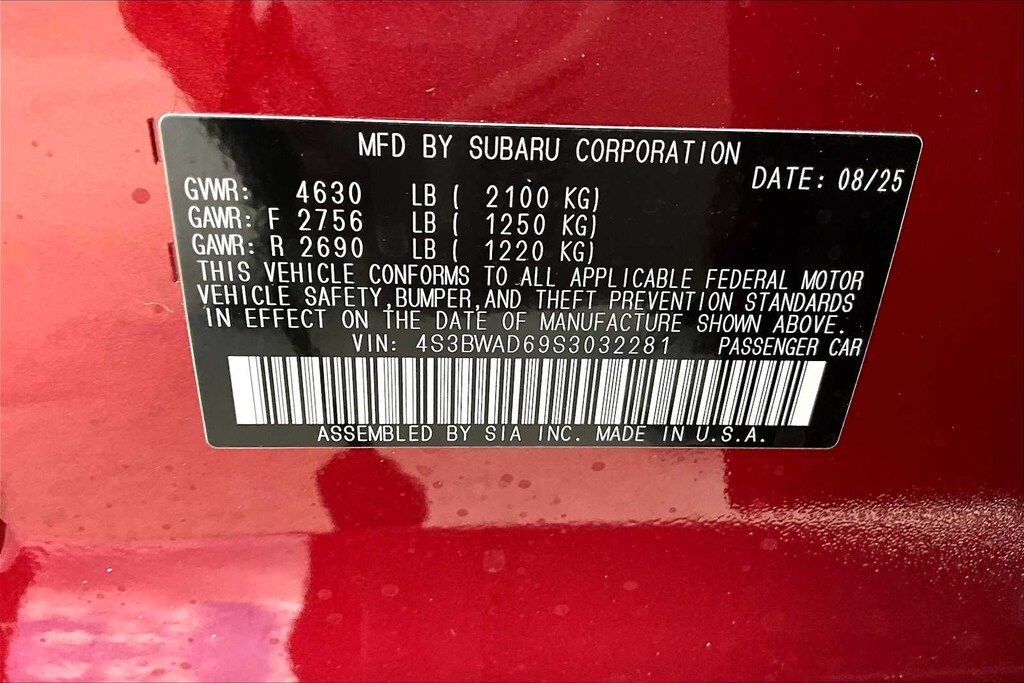 MFD BY SUBARU CORPORATION
DATE: 08/25
GVWR: 4630 LB ( 2100 KG)
GAWR: F 2756 LB ( 1250 KG)
GAWR: R 2690 LB ( 1220 KG)
THIS VEHICLE CONFORMS TO ALL APPLICABLE FEDERAL MOTOR
VEHICLE SAFETY,BUMPER,AND THEFT PREVENTION STANDARDS
IN EFFECT ON THE DATE OF MANUFACTURE SHOWN ABOVE.
VIN: 4S3BWAD69S3032281 PASSENGER CAR
ASSEMBLED BY SIA INC. MADE IN U.S.A.